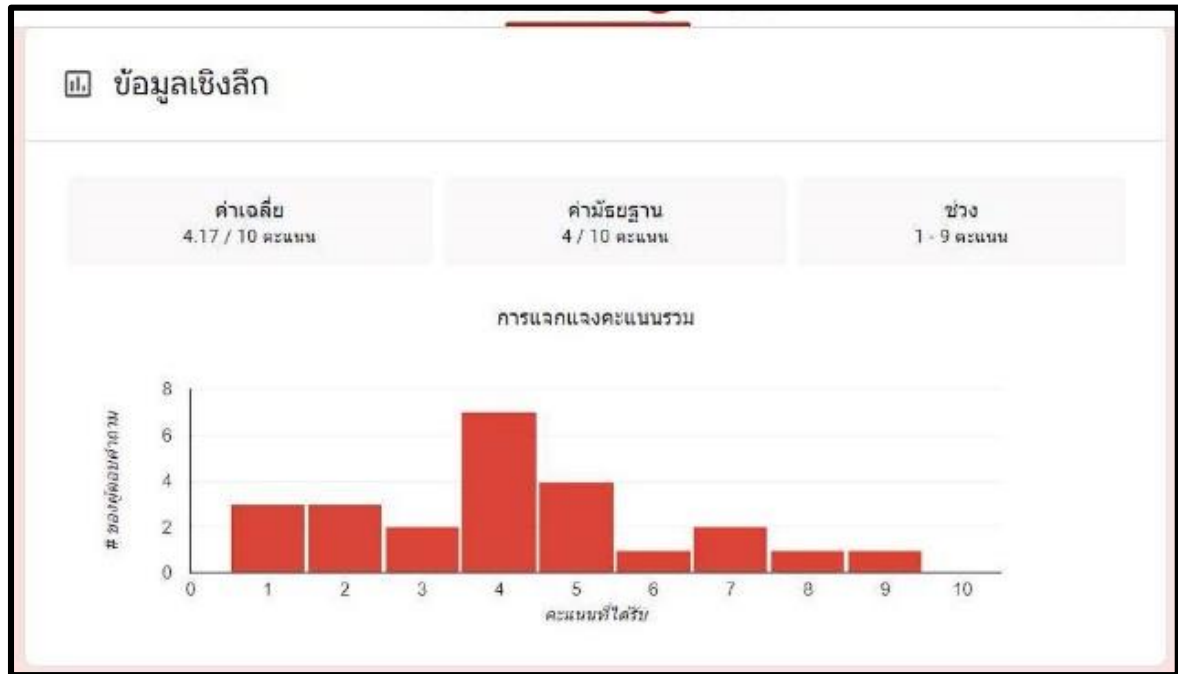 ข้อมูลเชิงลึก
ค่าเฉลี่ย
4.17 / 10 คะแนน
ค่ามัธยฐาน
4 / 10 คะแนน
ช่วง
1 - 9 คะแนน
การแจกแจงคะแนนรวม
# ของผู้ตอบคำถาม
8
6
4
2
0
0 1 2 3 4 5 6 7 8 9 10
คะแนนที่ได้รับ